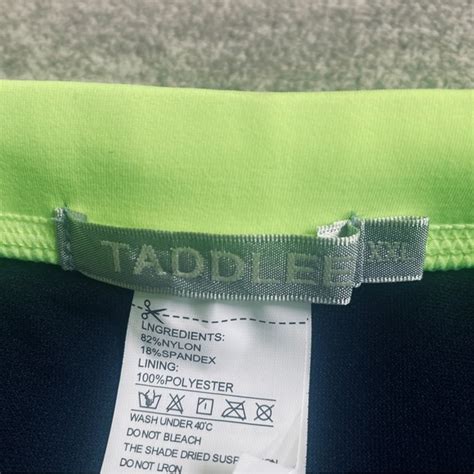 TADDLEE
XXL
LNGREDIENTS:
82%NYLON
18%SPANDEX
LINING:
100%POLYESTER
WASH UNDER 40℃
DO NOT BLEACH
THE SHADE DRIED SUSP
DO NOT LRON